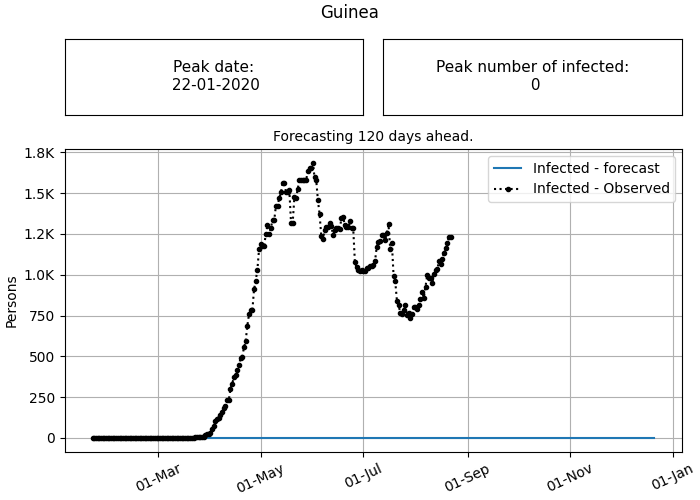 Guinea
Peak date:
22-01-2020
Peak number of infected:
0
Forecasting 120 days ahead.
Infected - forecast
Infected - Observed
1.8K
1.5K
1.2K
1.0K
750
500
250
0
Persons
01-Mar
01-May
01-Jul
01-Sep
01-Nov
01-Jan